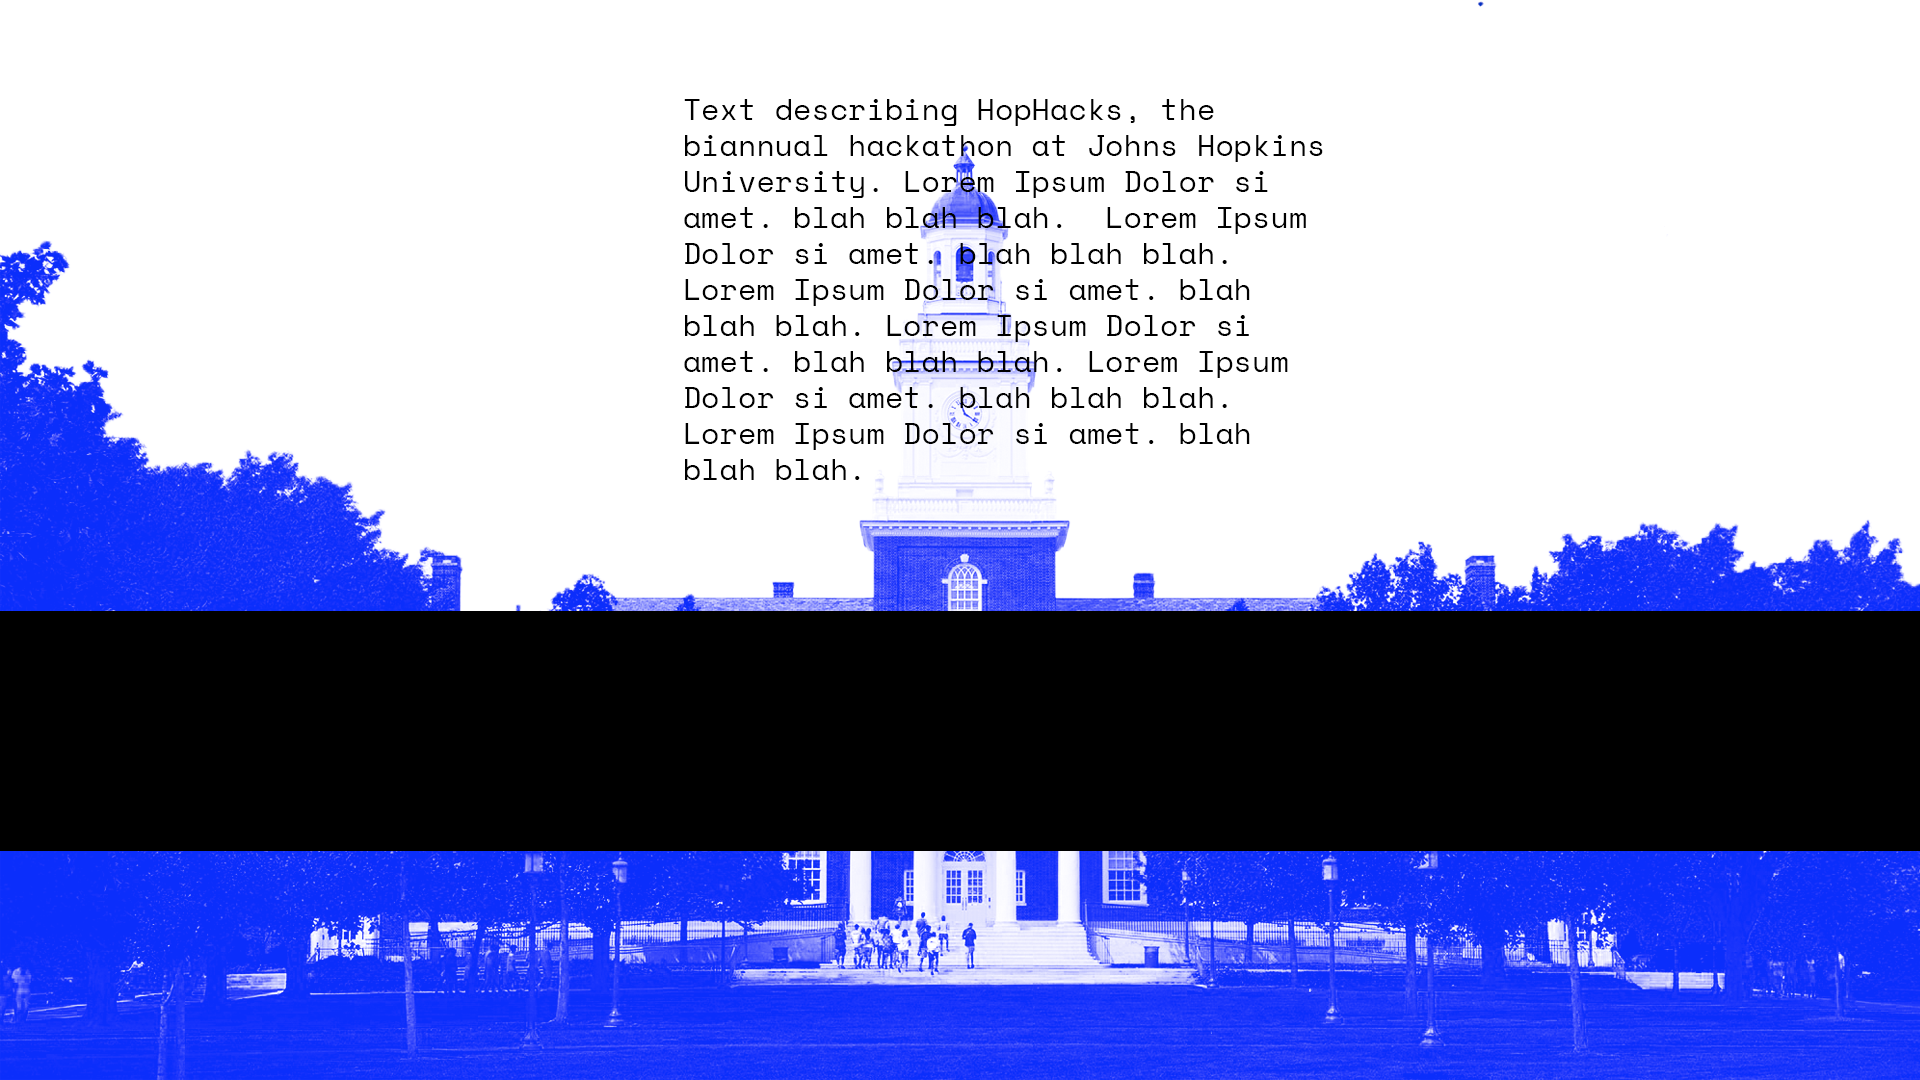 Text describing HopHacks, the
biannual hackathon at Johns Hopkins
University. Lorem Ipsum Dolor si
amet. blah blah blah.  Lorem Ipsum
Dolor si amet. blah blah blah.
Lorem Ipsum Dolor si amet. blah
blah blah. Lorem Ipsum Dolor si
amet. blah blah blah. Lorem Ipsum
Dolor si amet. blah blah blah.
Lorem Ipsum Dolor si amet. blah
blah blah.